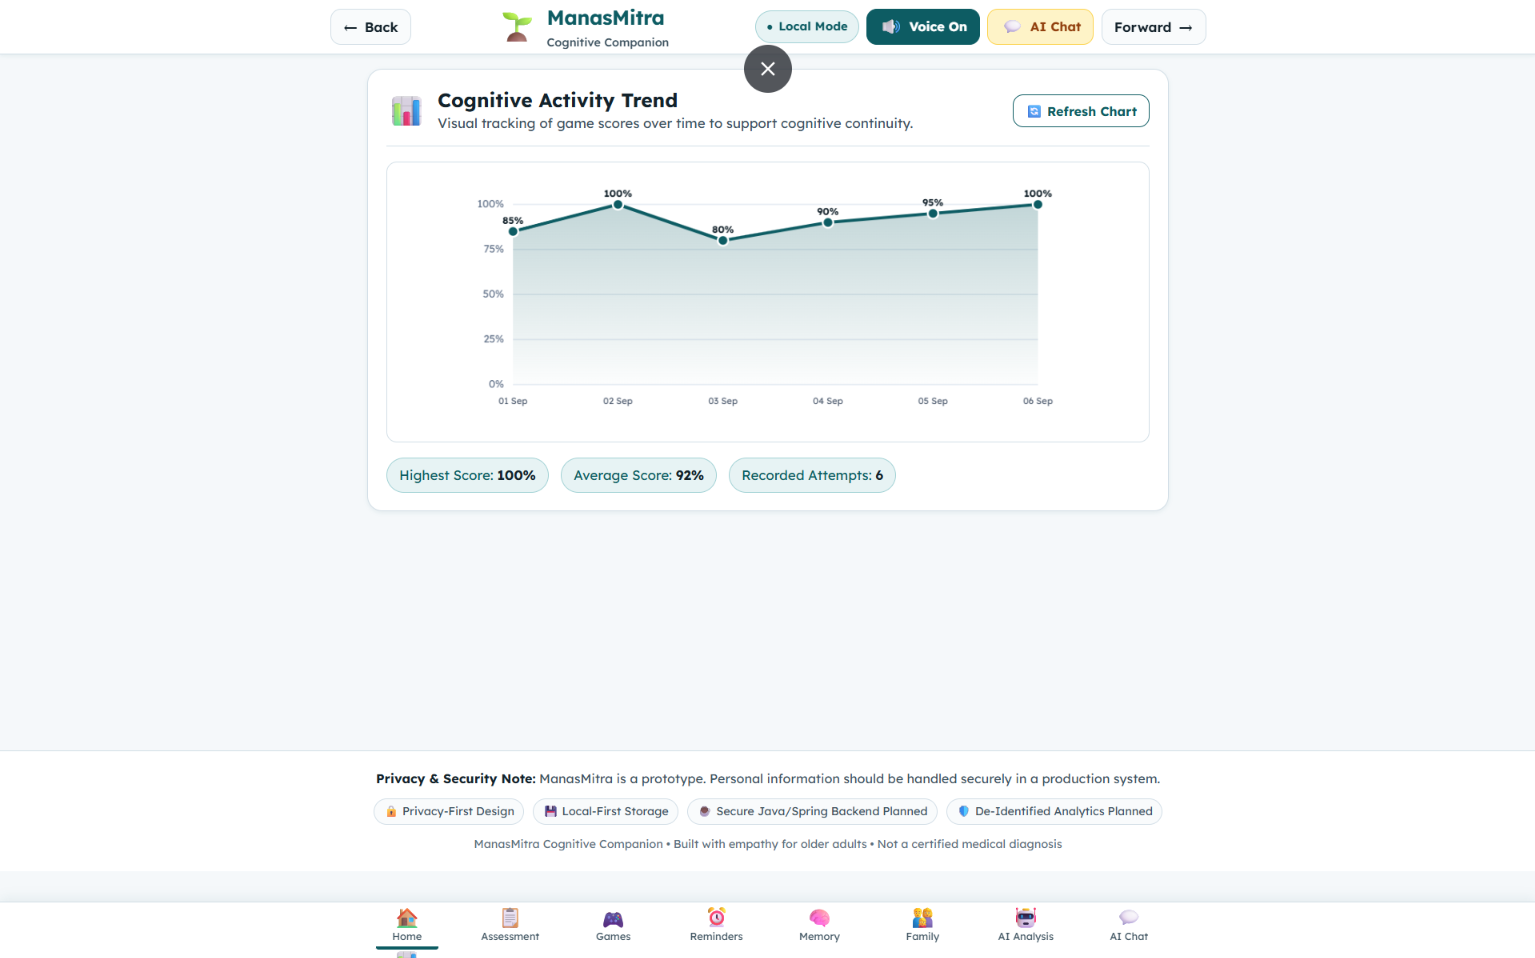 ← Back
ManasMitra
Cognitive Companion
• Local Mode
Voice On
AI Chat
Forward →
Cognitive Activity Trend
Visual tracking of game scores over time to support cognitive continuity.
Refresh Chart
100%
75%
50%
25%
0%
85%
100%
80%
90%
95%
100%
01 Sep
02 Sep
03 Sep
04 Sep
05 Sep
06 Sep
Highest Score: 100%
Average Score: 92%
Recorded Attempts: 6
Privacy & Security Note: ManasMitra is a prototype. Personal information should be handled securely in a production system.
Privacy-First Design
Local-First Storage
Secure Java/Spring Backend Planned
De-Identified Analytics Planned
ManasMitra Cognitive Companion • Built with empathy for older adults • Not a certified medical diagnosis
Home
Assessment
Games
Reminders
Memory
Family
AI Analysis
AI Chat